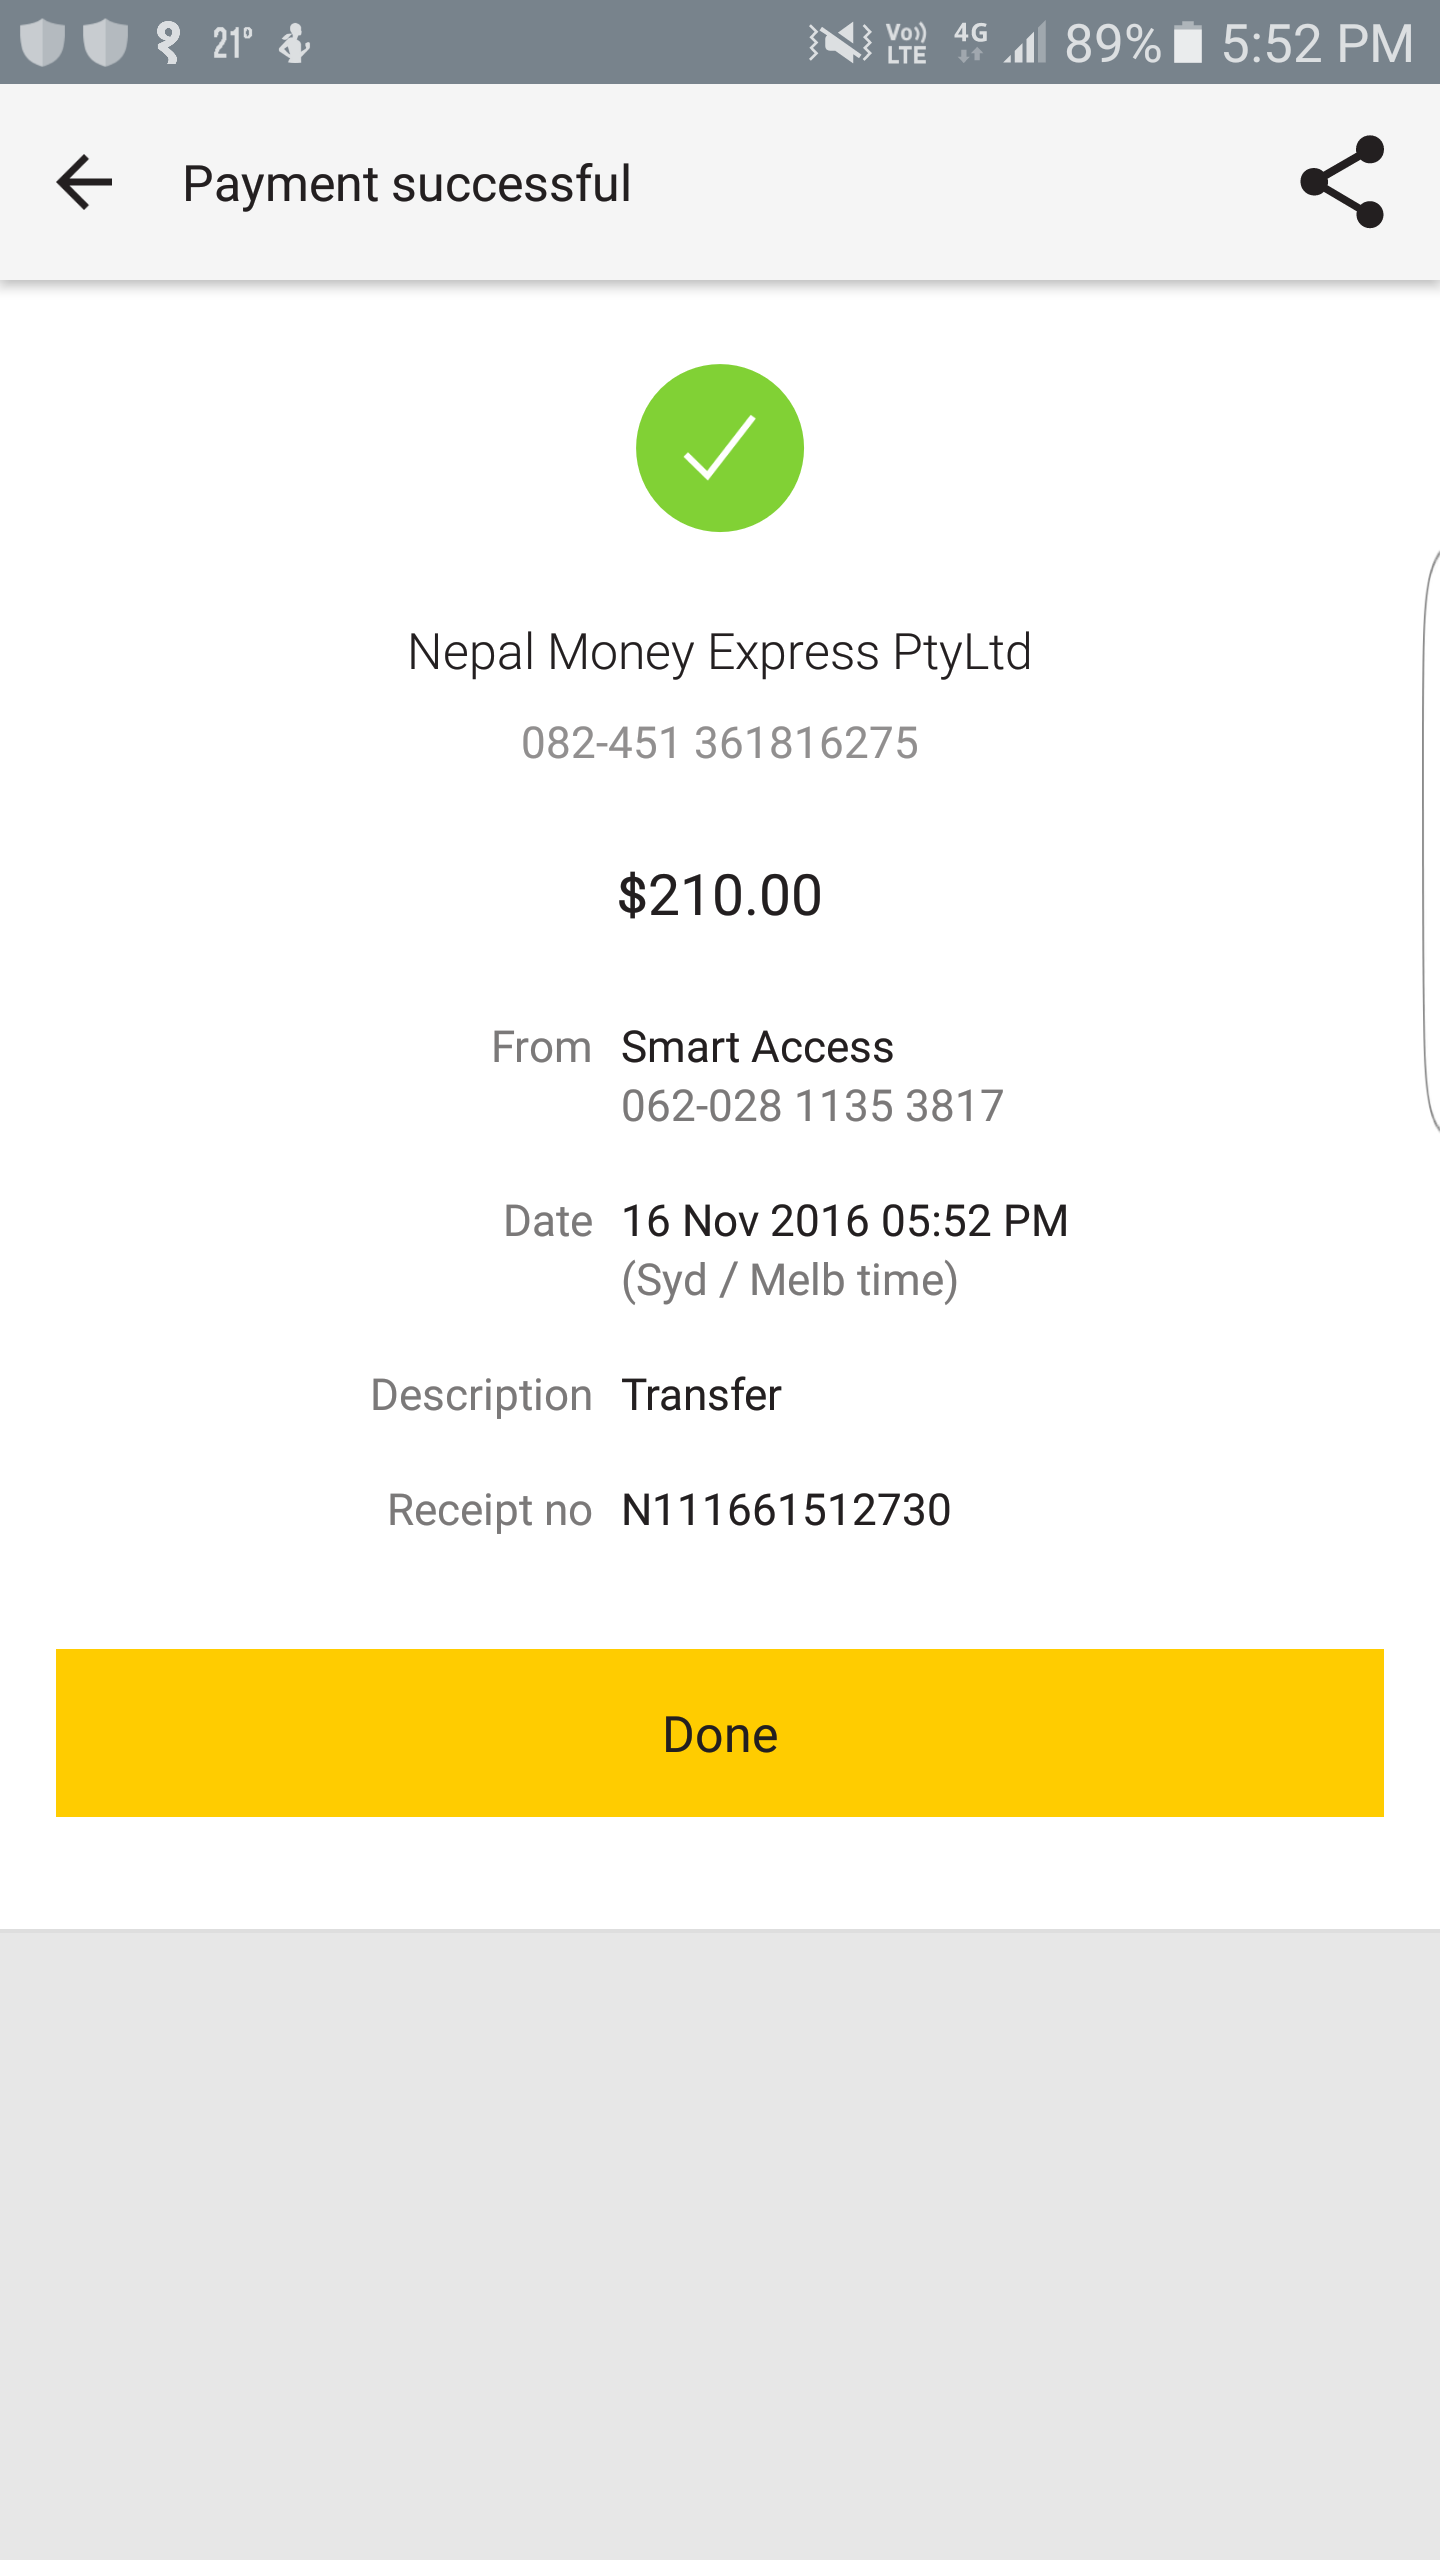 21° Vo)) LTE 4G 89% 5:52 PM
Payment successful
Nepal Money Express PtyLtd
082-451 361816275
$210.00
From Smart Access
062-028 1135 3817
Date 16 Nov 2016 05:52 PM
(Syd / Melb time)
Description Transfer
Receipt no N111661512730
Done